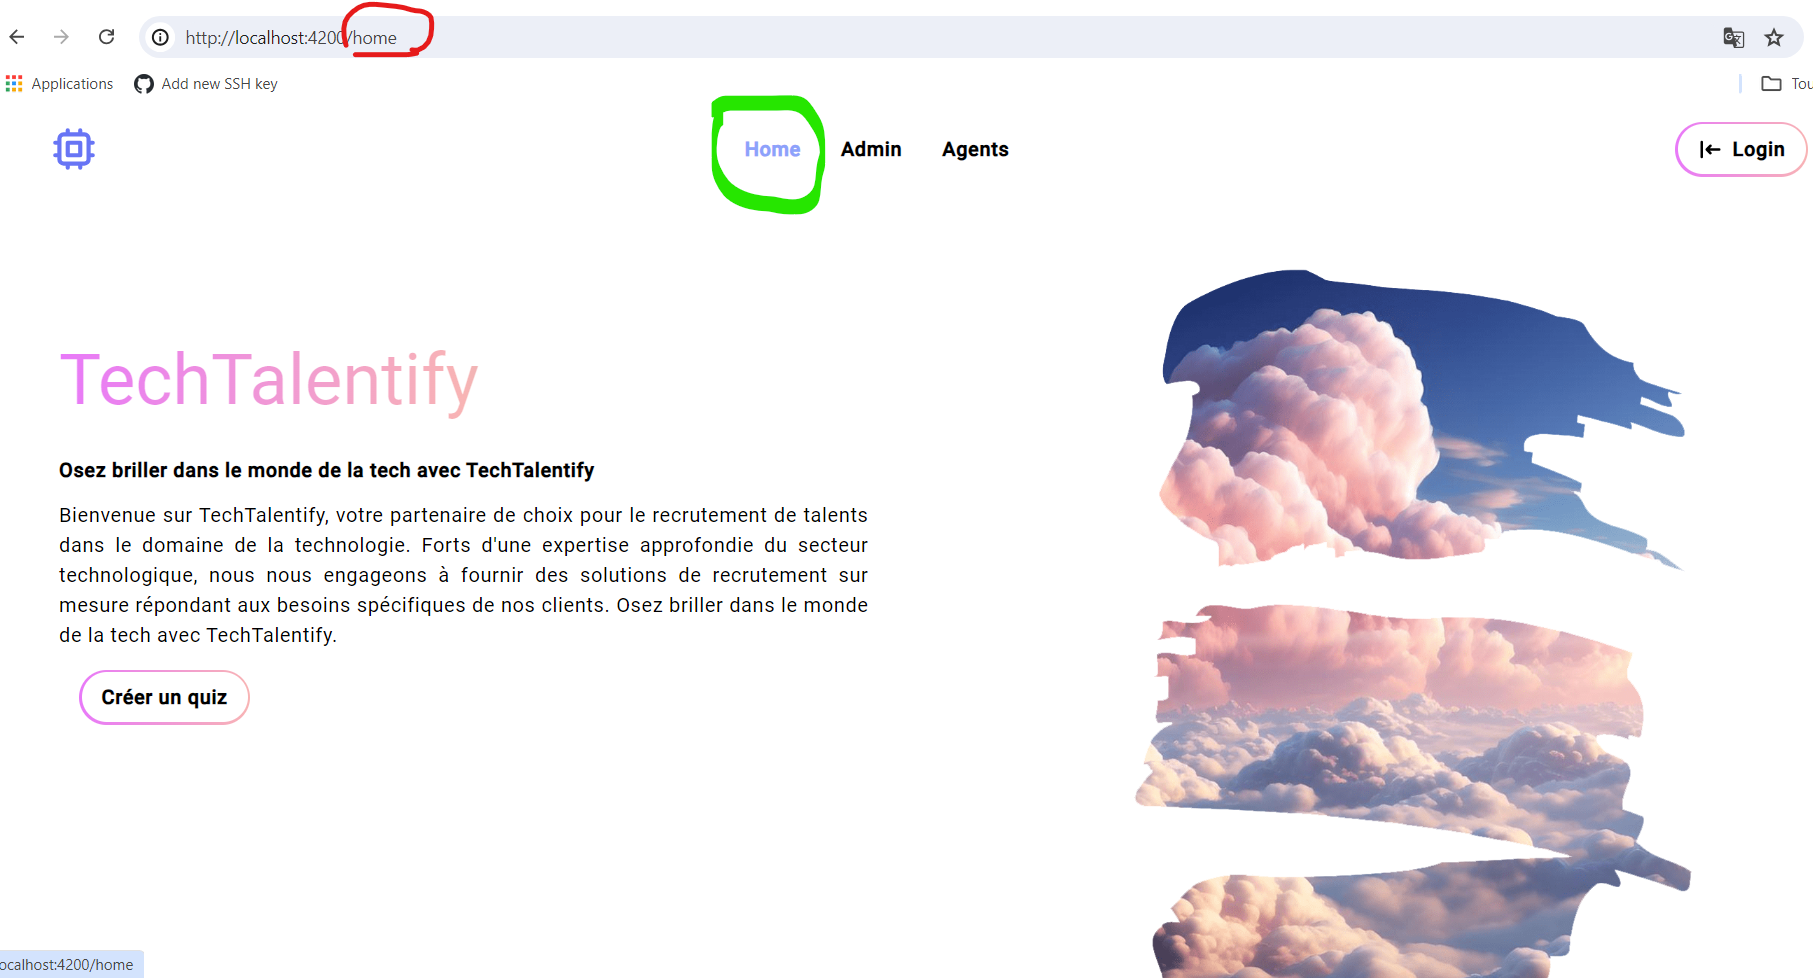 http://localhost:4200/home
Applications
Add new SSH key
Tou
Home Admin Agents
Login
TechTalentify
Osez briller dans le monde de la tech avec TechTalentify
Bienvenue sur TechTalentify, votre partenaire de choix pour le recrutement de talents
dans le domaine de la technologie. Forts d'une expertise approfondie du secteur
technologique, nous nous engageons à fournir des solutions de recrutement sur
mesure répondant aux besoins spécifiques de nos clients. Osez briller dans le monde
de la tech avec TechTalentify.
Créer un quiz
ocalhost:4200/home